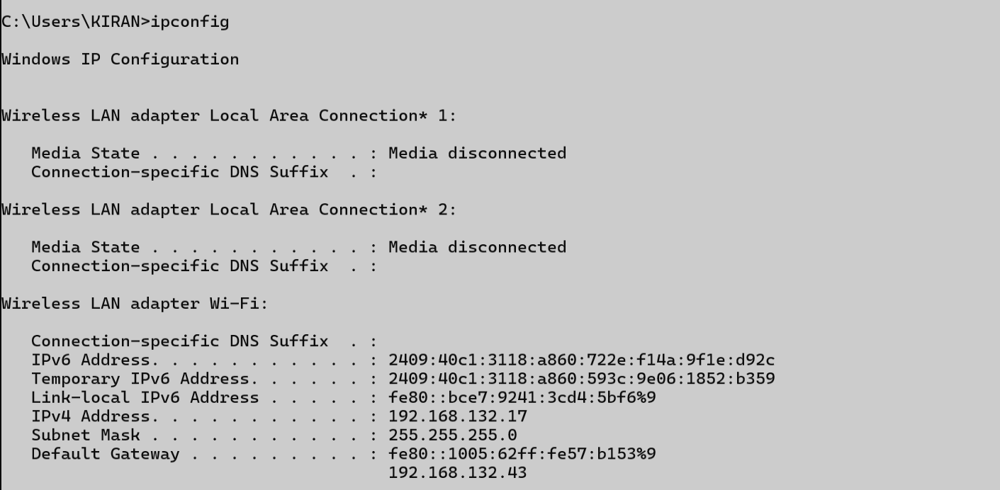 C:\Users\KIRAN>ipconfig
Windows IP Configuration
Wireless LAN adapter Local Area Connection* 1:
   Media State . . . . . . . . . . . : Media disconnected
   Connection-specific DNS Suffix  . :
Wireless LAN adapter Local Area Connection* 2:
   Media State . . . . . . . . . . . : Media disconnected
   Connection-specific DNS Suffix  . :
Wireless LAN adapter Wi-Fi:
   Connection-specific DNS Suffix  . :
   IPv6 Address. . . . . . . . . . . : 2409:40c1:3118:a860:722e:f14a:9f1e:d92c
   Temporary IPv6 Address. . . . . . : 2409:40c1:3118:a860:593c:9e06:1852:b359
   Link-local IPv6 Address . . . . . : fe80::bce7:9241:3cd4:5bf6%9
   IPv4 Address. . . . . . . . . . . : 192.168.132.17
   Subnet Mask . . . . . . . . . . . : 255.255.255.0
   Default Gateway . . . . . . . . . : fe80::1005:62ff:fe57:b153%9
                                       192.168.132.43